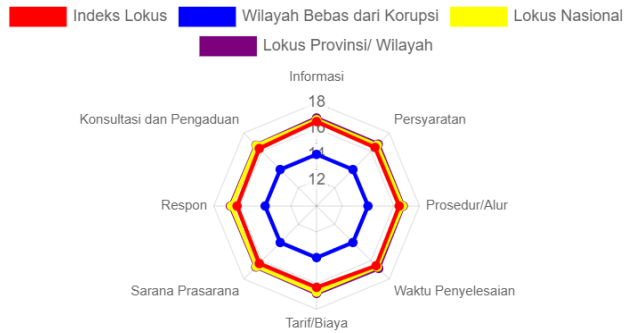 Indeks Lokus Wilayah Bebas dari Korupsi Lokus Nasional
Lokus Provinsi/ Wilayah
Informasi
18
Konsultasi dan Pengaduan Persyaratan
16
14
12
Respon Prosedur/Alur
Sarana Prasarana Waktu Penyelesaian
Tarif/Biaya